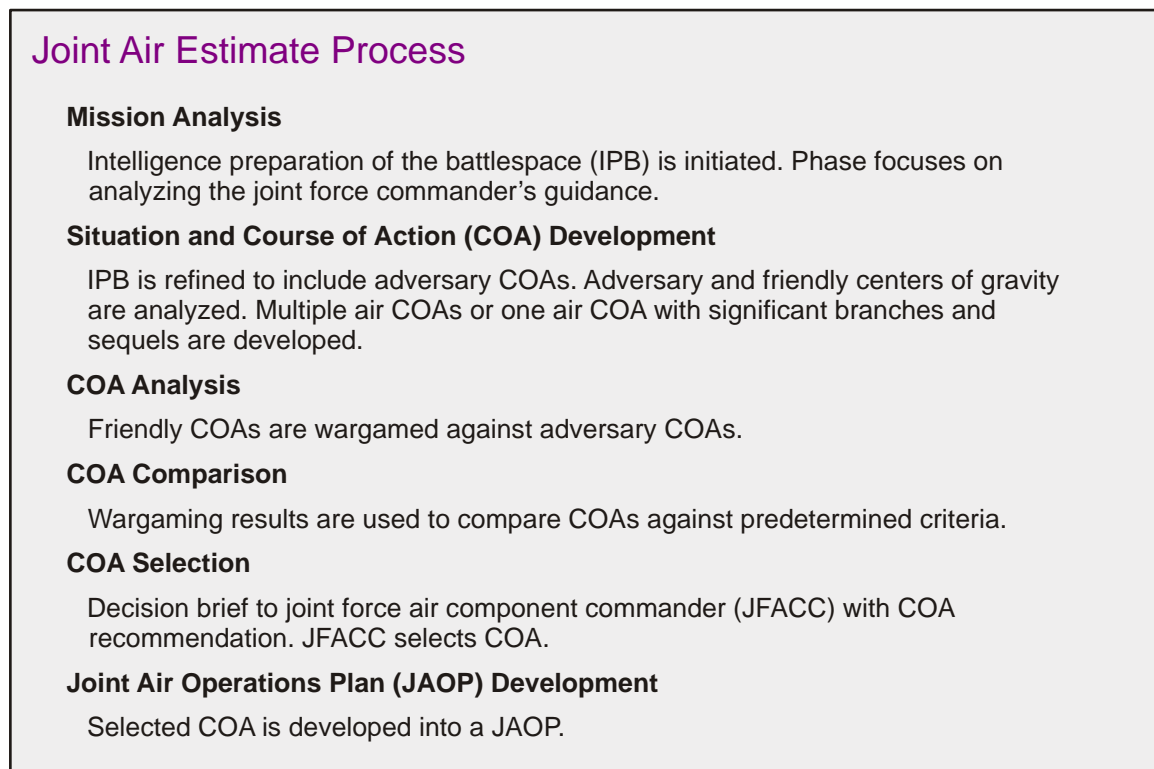 Joint Air Estimate Process
Mission Analysis
Intelligence preparation of the battlespace (IPB) is initiated. Phase focuses on
analyzing the joint force commander's guidance.
Situation and Course of Action (COA) Development
IPB is refined to include adversary COAs. Adversary and friendly centers of gravity
are analyzed. Multiple air COAs or one air COA with significant branches and
sequels are developed.
COA Analysis
Friendly COAs are wargamed against adversary COAs.
COA Comparison
Wargaming results are used to compare COAs against predetermined criteria.
COA Selection
Decision brief to joint force air component commander (JFACC) with COA
recommendation. JFACC selects COA.
Joint Air Operations Plan (JAOP) Development
Selected COA is developed into a JAOP.